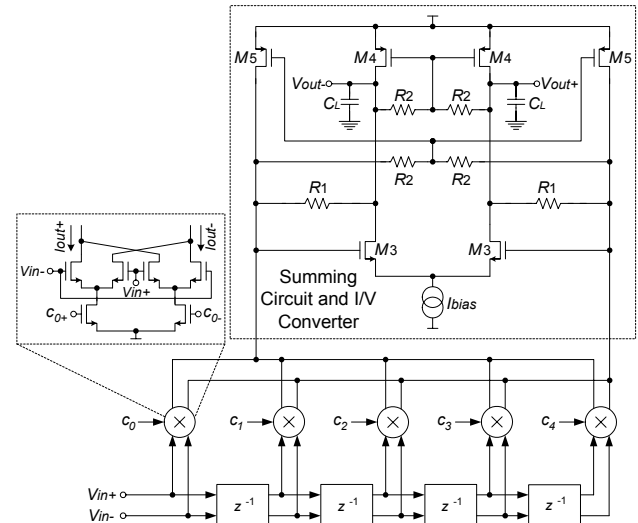 M5 M4 M4 M5
Vout- Vout+
CL R2 R2 CL
R2 R2
R1 R1
M3 M3
Summing
Circuit and I/V
Converter
Ibias
Iout+ Iout-
Vin-
Vin+
c0+ c0-
c0 × c1 × c2 × c3 × c4 ×
Vin+
Vin-
z -1 z -1 z -1 z -1